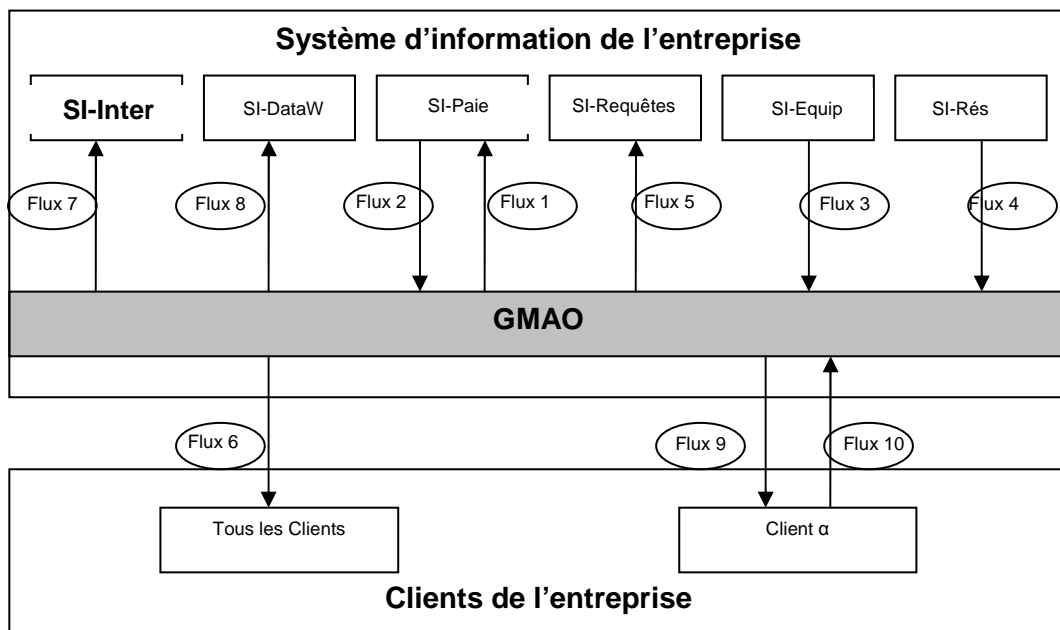 Système d’information de l’entreprise
SI-Inter
SI-DataW
SI-Paie
SI-Requêtes
SI-Equip
SI-Rés
Flux 7
Flux 8
Flux 2
Flux 1
Flux 5
Flux 3
Flux 4
GMAO
Flux 6
Flux 9
Flux 10
Tous les Clients
Client α
Clients de l’entreprise